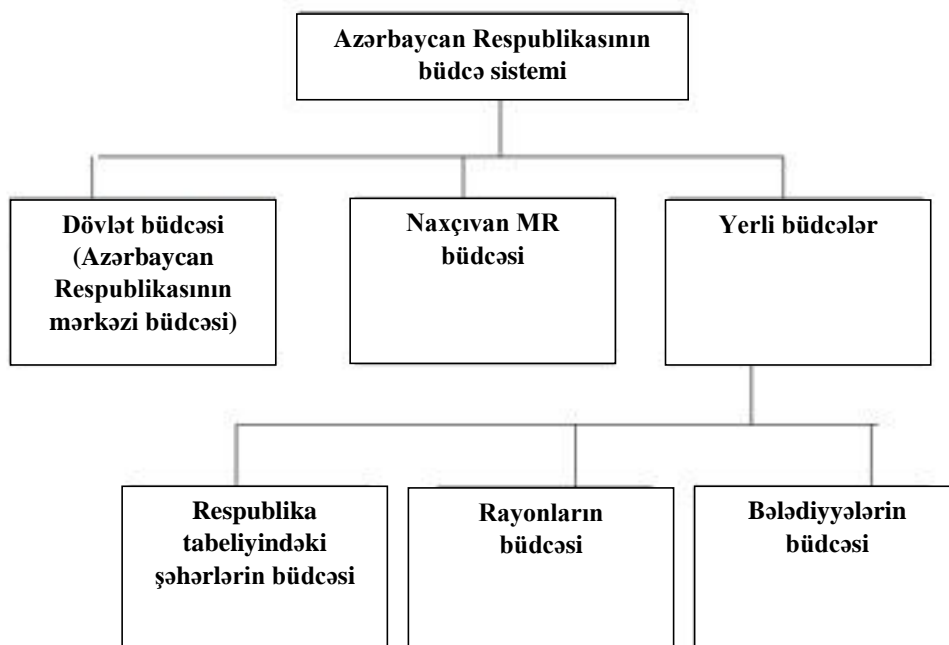 Azərbaycan Respublikasının
büdcə sistemi
Dövlət büdcəsi
(Azərbaycan
Respublikasının
mərkəzi büdcəsi)
Naxçıvan MR
büdcəsi
Yerli büdcələr
Respublika
tabeliyindəki
şəhərlərin büdcəsi
Rayonların
büdcəsi
Bələdiyyələrin
büdcəsi